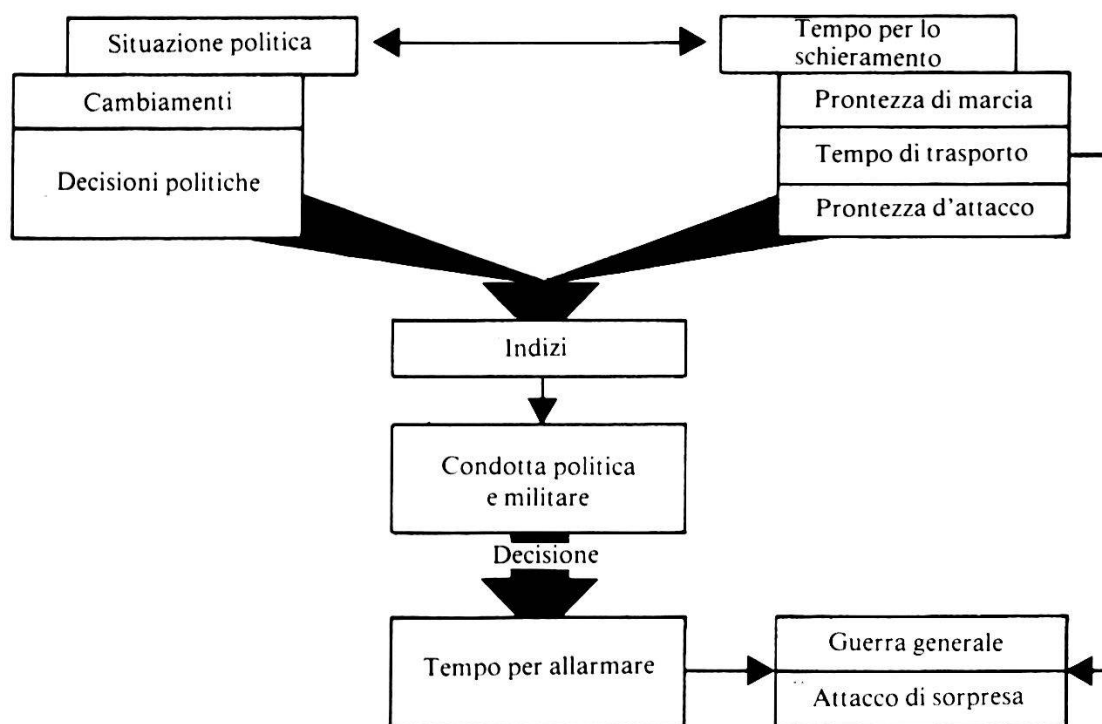 Situazione politica
Tempo per lo
schieramento
Cambiamenti
Decisioni politiche
Prontezza di marcia
Tempo di trasporto
Prontezza d'attacco
Indizi
Condotta politica
e militare
Decisione
Tempo per allarmare
Guerra generale
Attacco di sorpresa